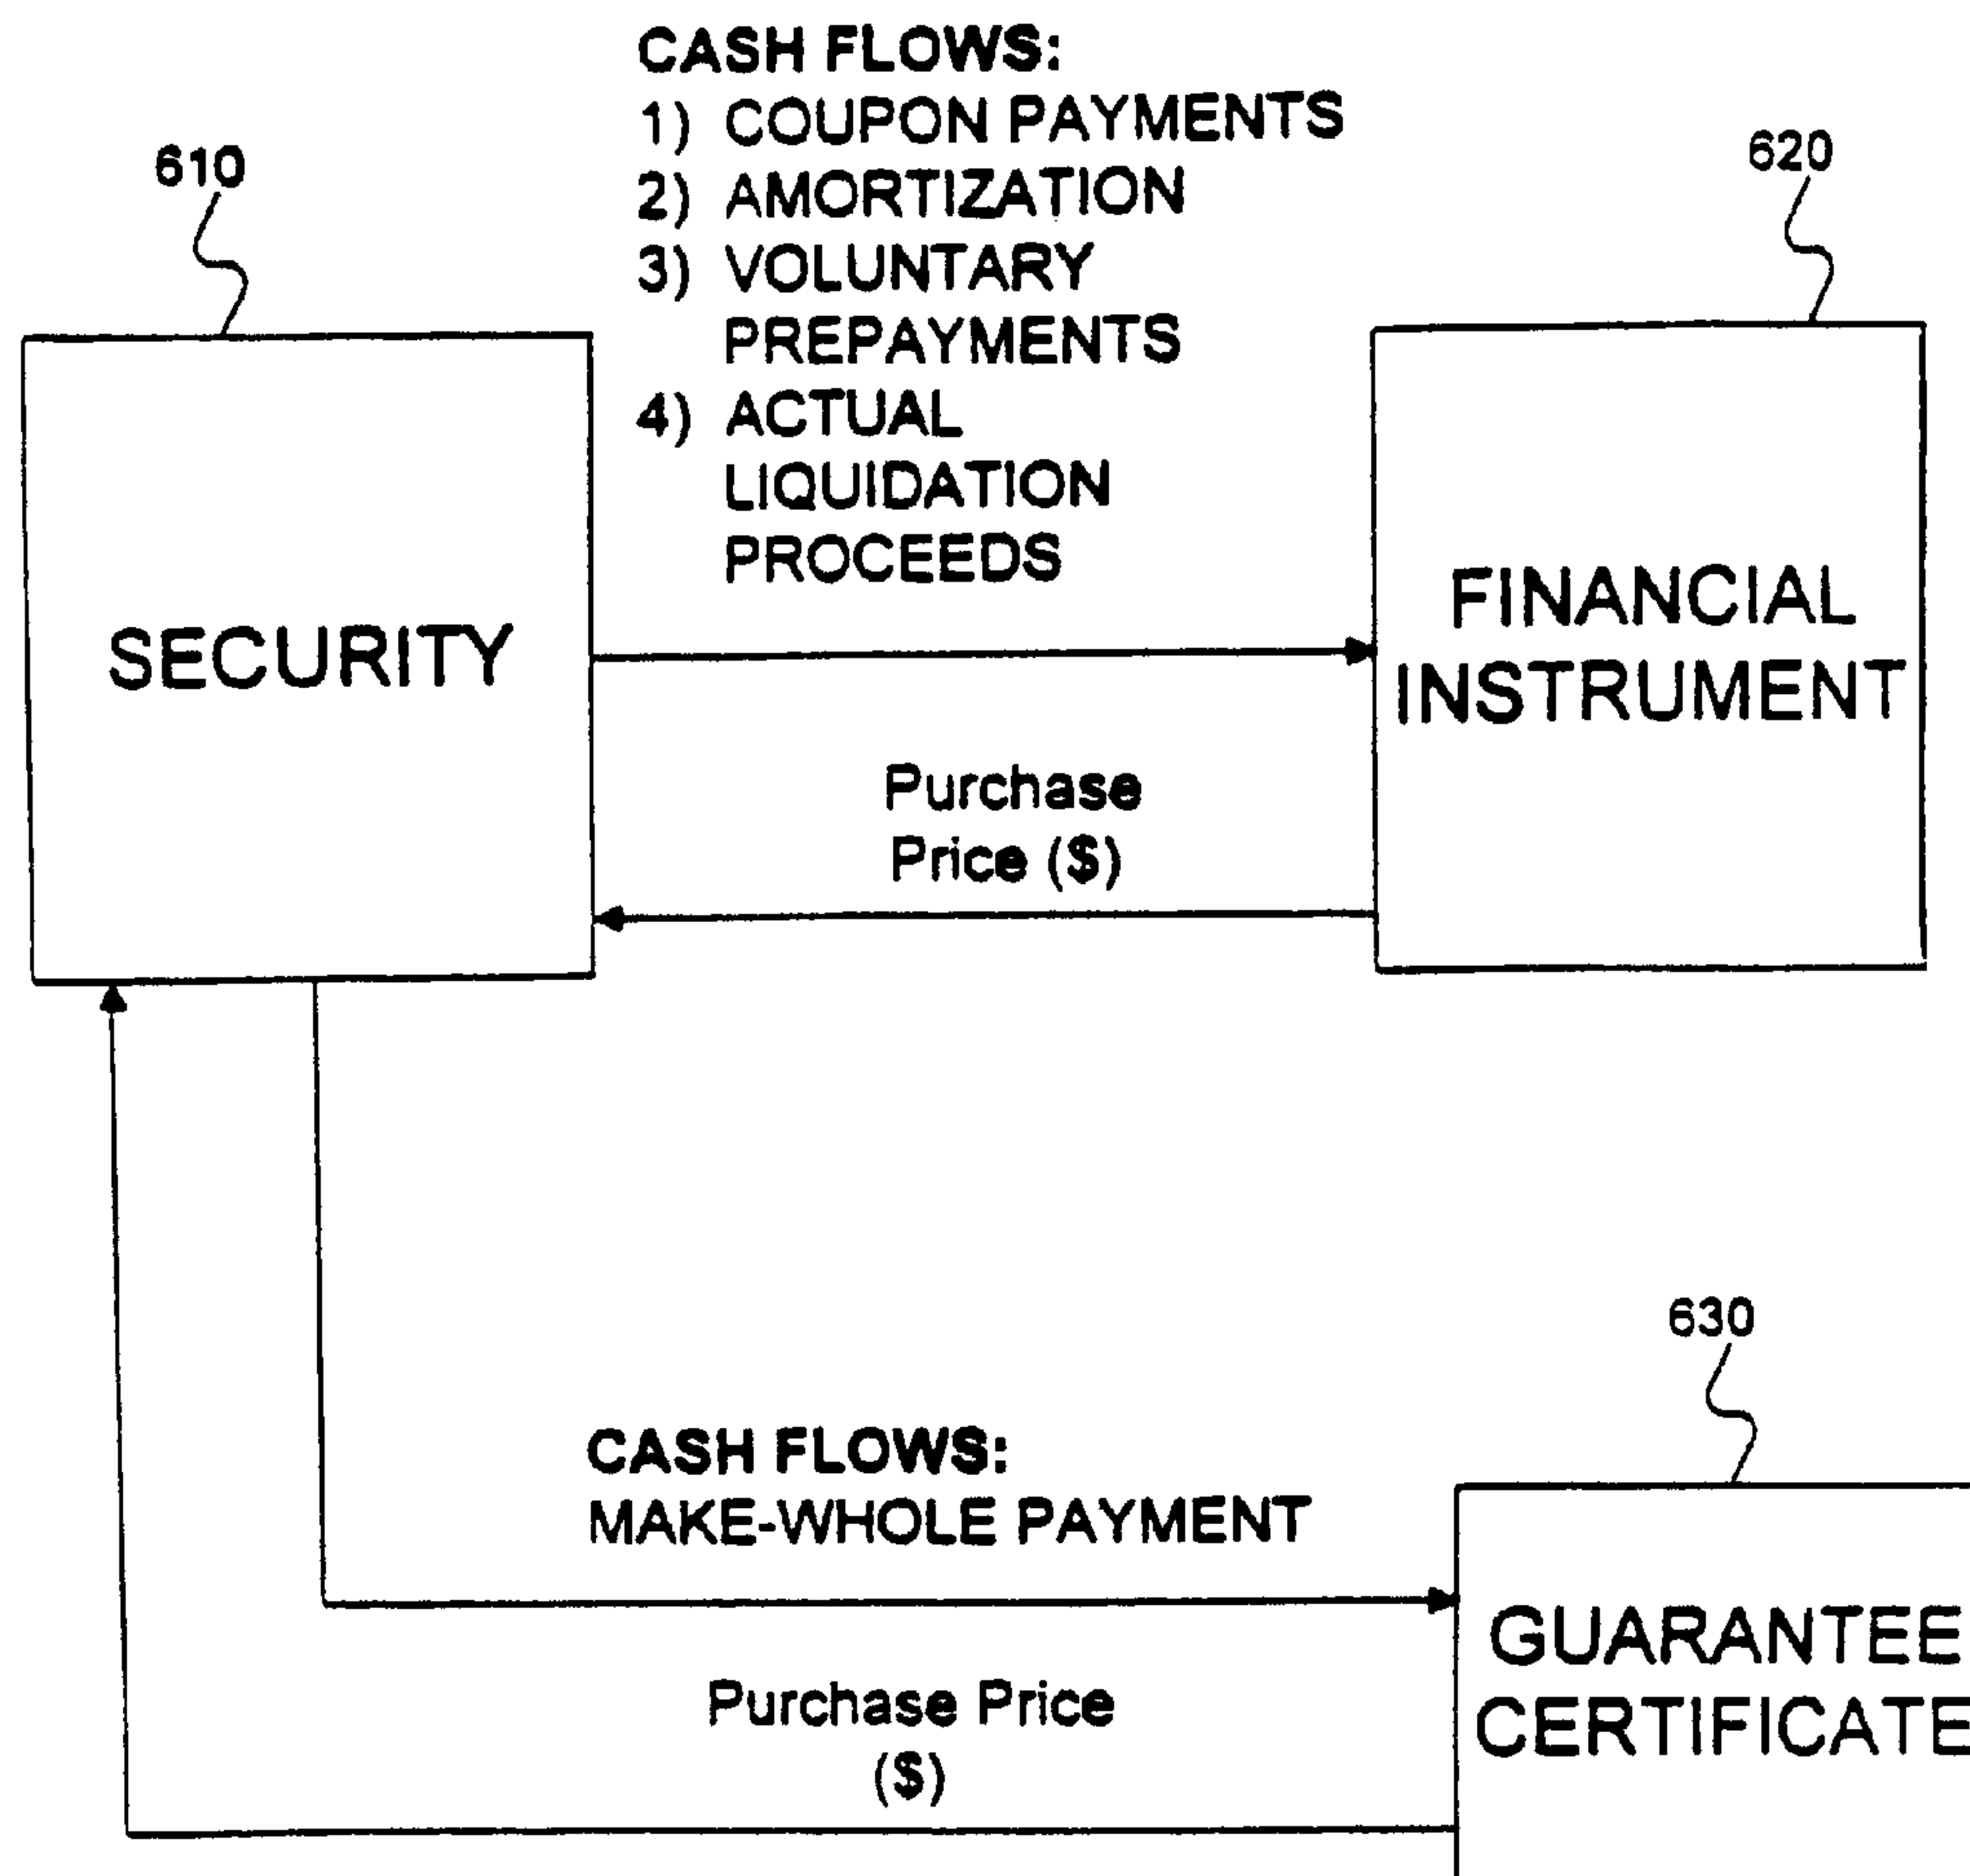 CASH FLOWS:
1) COUPON PAYMENTS
2) AMORTIZATION
3) VOLUNTARY
PREPAYMENTS
4) ACTUAL
LIQUIDATION
PROCEEDS
610
620
SECURITY
FINANCIAL
INSTRUMENT
Purchase
Price ($)
630
CASH FLOWS:
MAKE-WHOLE PAYMENT
GUARANTEE
CERTIFICATE
Purchase Price
($)